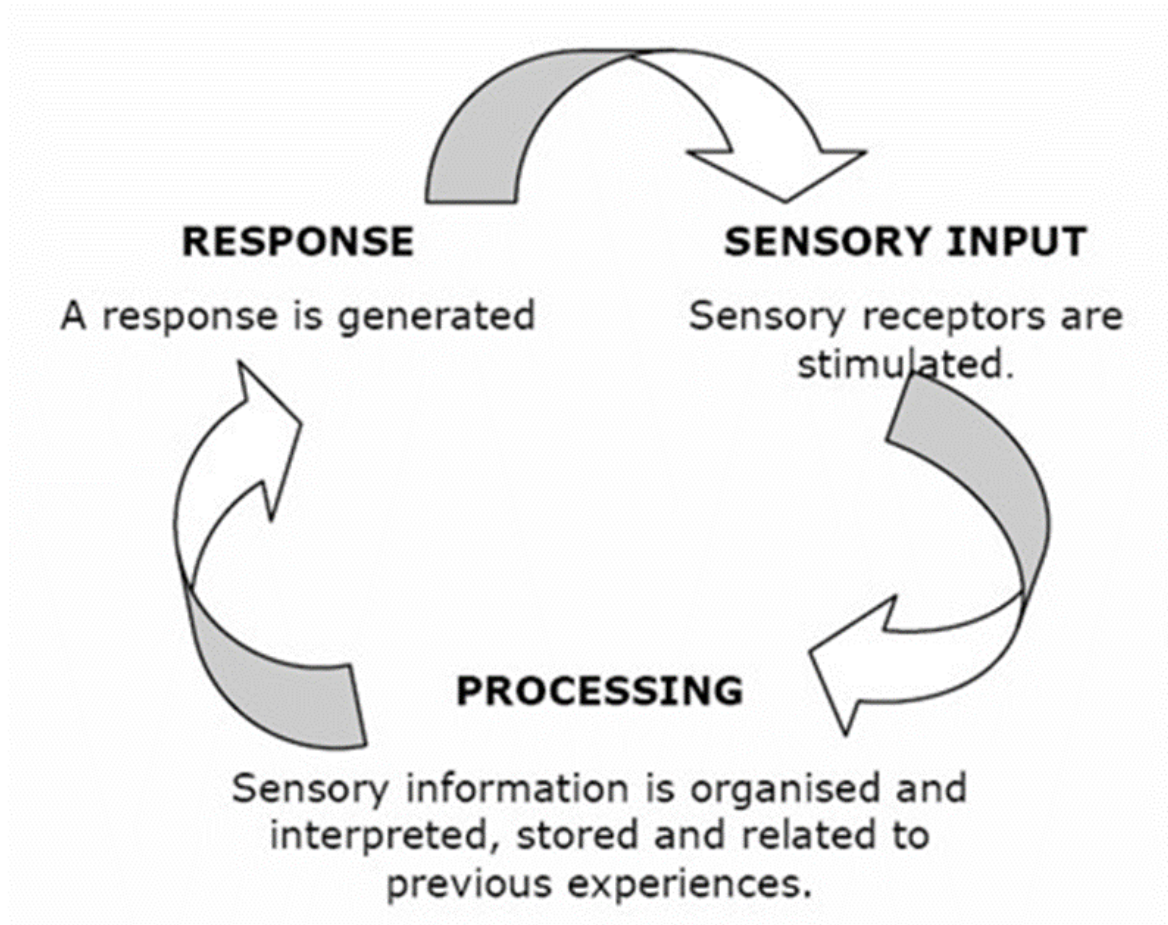 RESPONSE
A response is generated
SENSORY INPUT
Sensory receptors are
stimulated.
PROCESSING
Sensory information is organised and
interpreted, stored and related to
previous experiences.